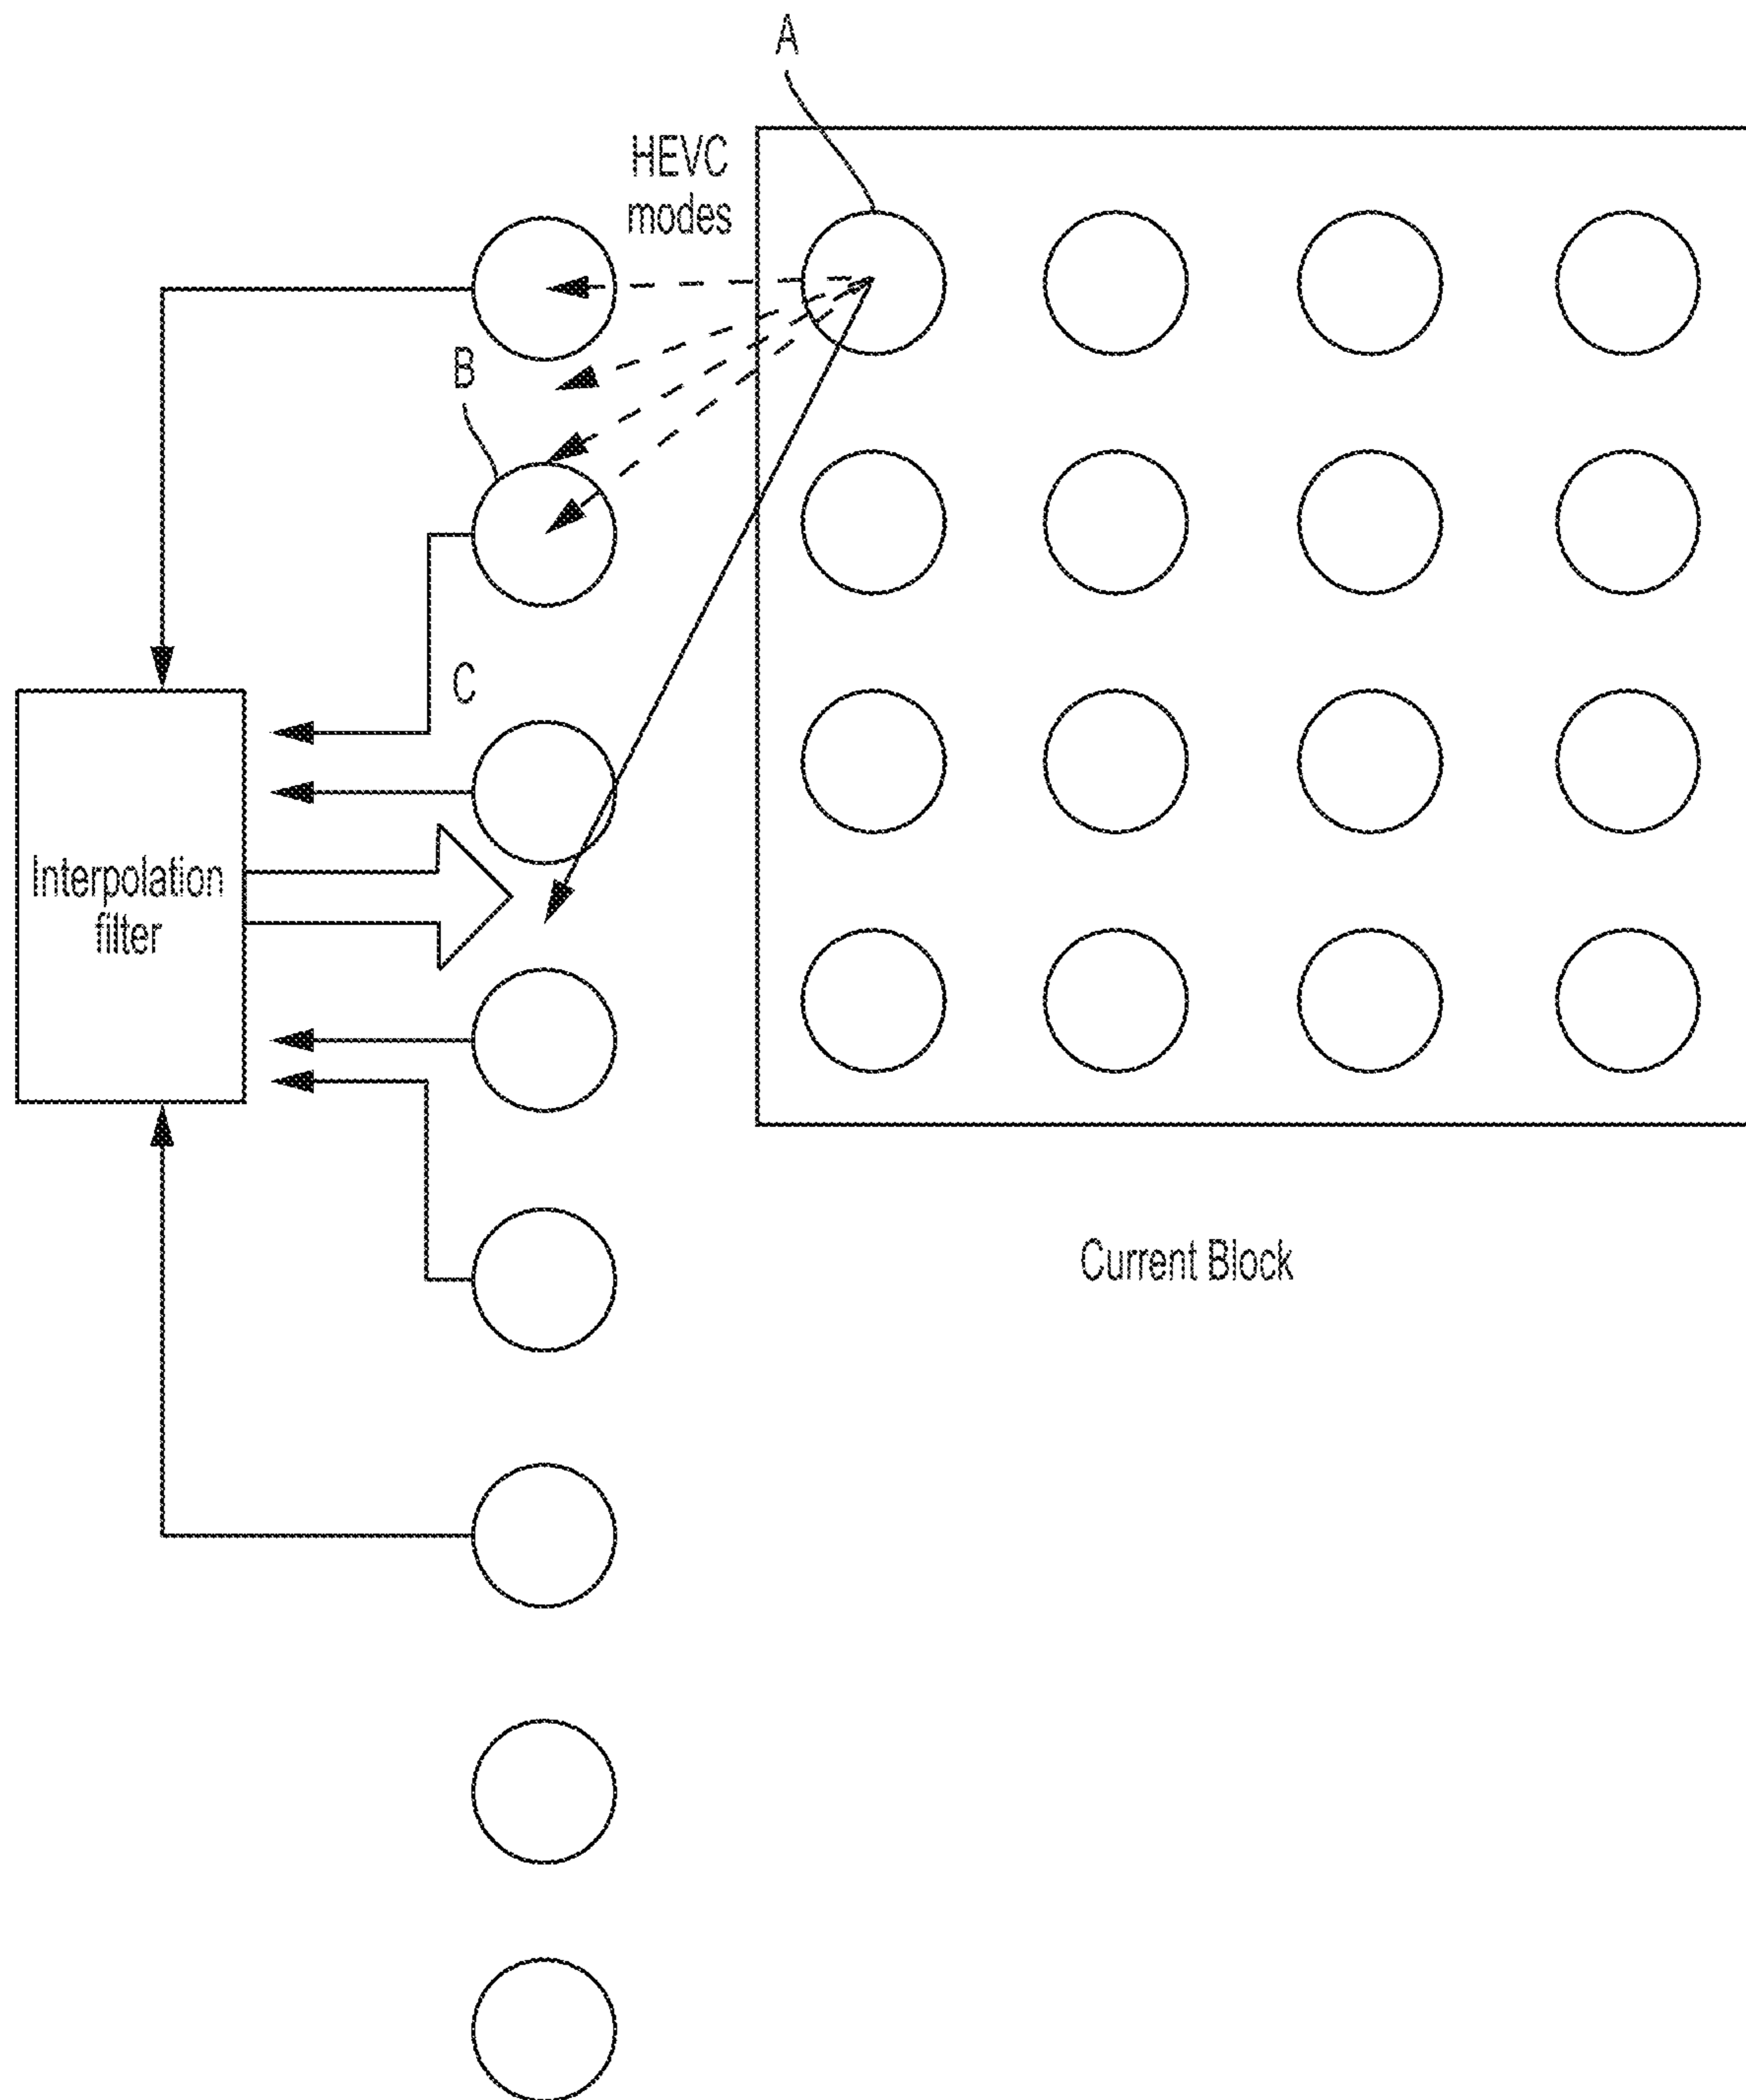 A
HEVC
modes
B
C
Interpolation
filter
Current Block